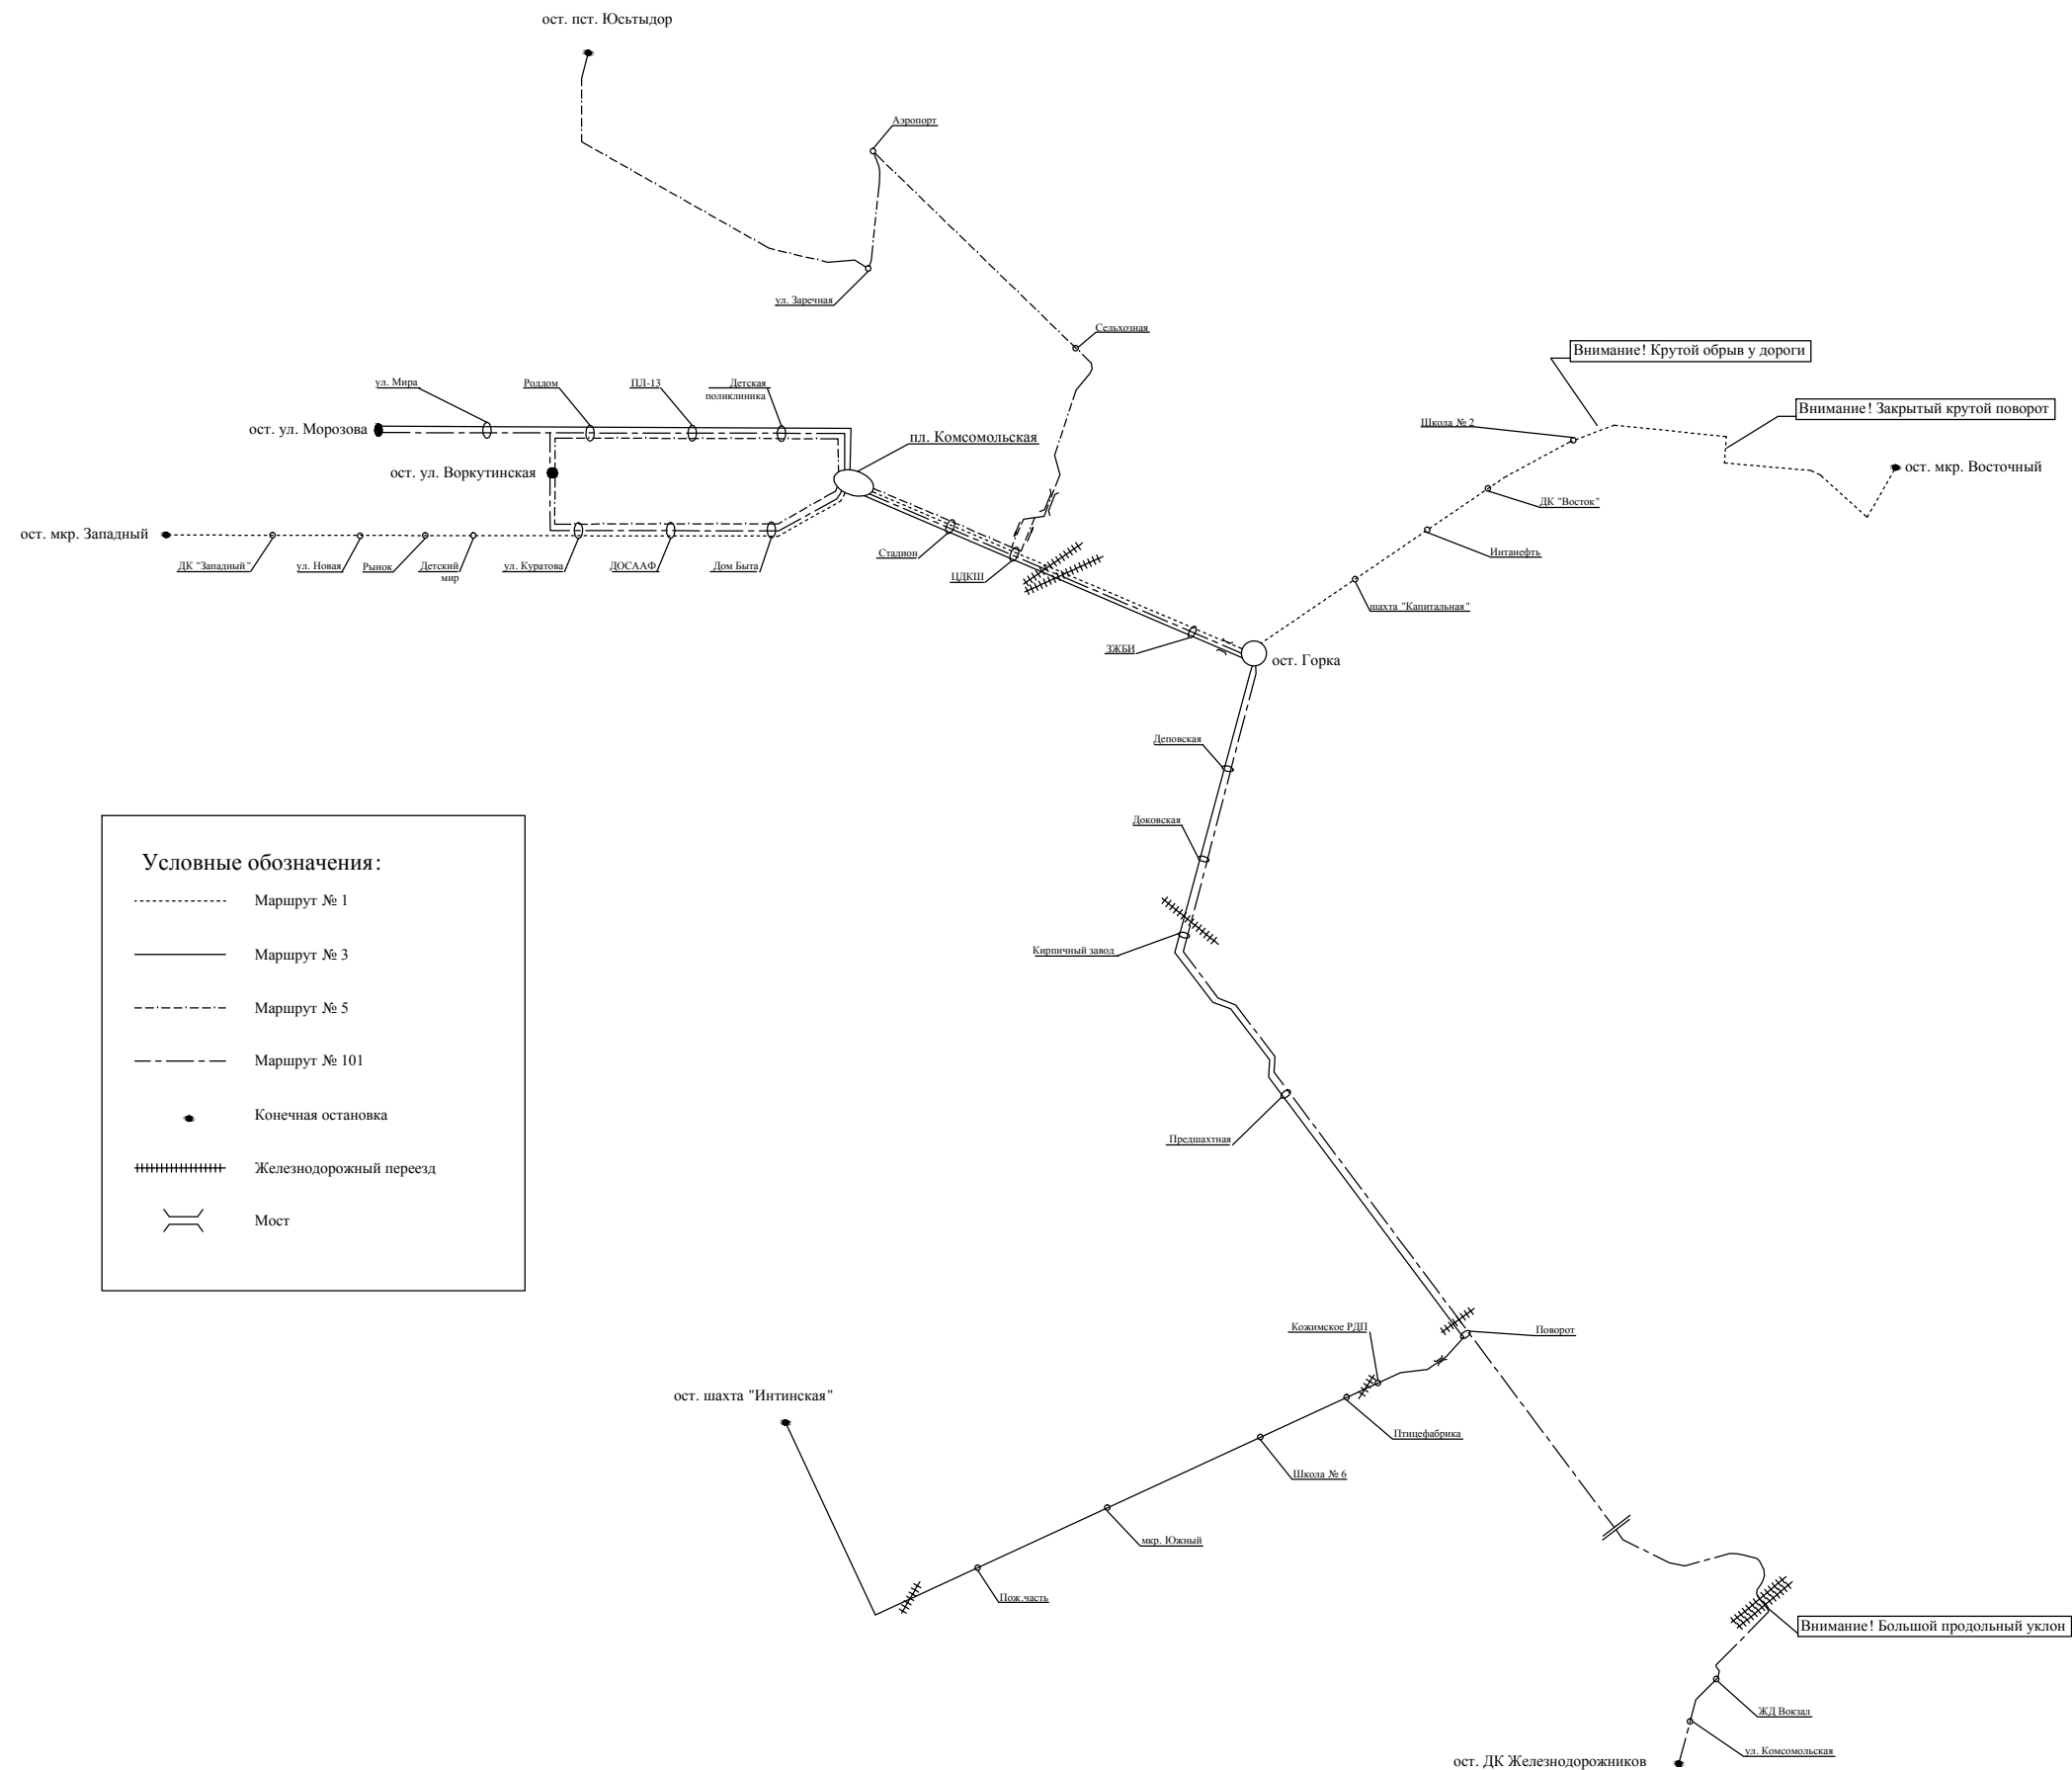 ост. пст. Юсьтыдор
Аэропорт
ул. Заречная
Сельхозная
Внимание! Крутой обрыв у дороги
Внимание! Закрытый крутой поворот
Школа № 2
ост. мкр. Восточный
ДК "Восток"
Интанефть
шахта "Капитальная"
ул. Мира
Роддом
ПЛ-13
Детская
поликлиника
ост. ул. Морозова
пл. Комсомольская
ост. ул. Воркутинская
ост. мкр. Западный
ДК "Западный"
ул. Новая
Рынок
Детский
мир
ул. Куратова
ДОСААФ
Дом Быта
Стадион
ЦДКШ
ЗЖБИ
ост. Горка
Деповская
Доковская
Кирпичный завод
Предшахтная
Условные обозначения:
Маршрут № 1
Маршрут № 3
Маршрут № 5
Маршрут № 101
Конечная остановка
Железнодорожный переезд
Мост
Кожимское РДП
Поворот
ост. шахта "Интинская"
Птицефабрика
Школа № 6
мкр. Южный
Пож.часть
Внимание! Большой продольный уклон
ЖД Вокзал
ул. Комсомольская
ост. ДК Железнодорожников